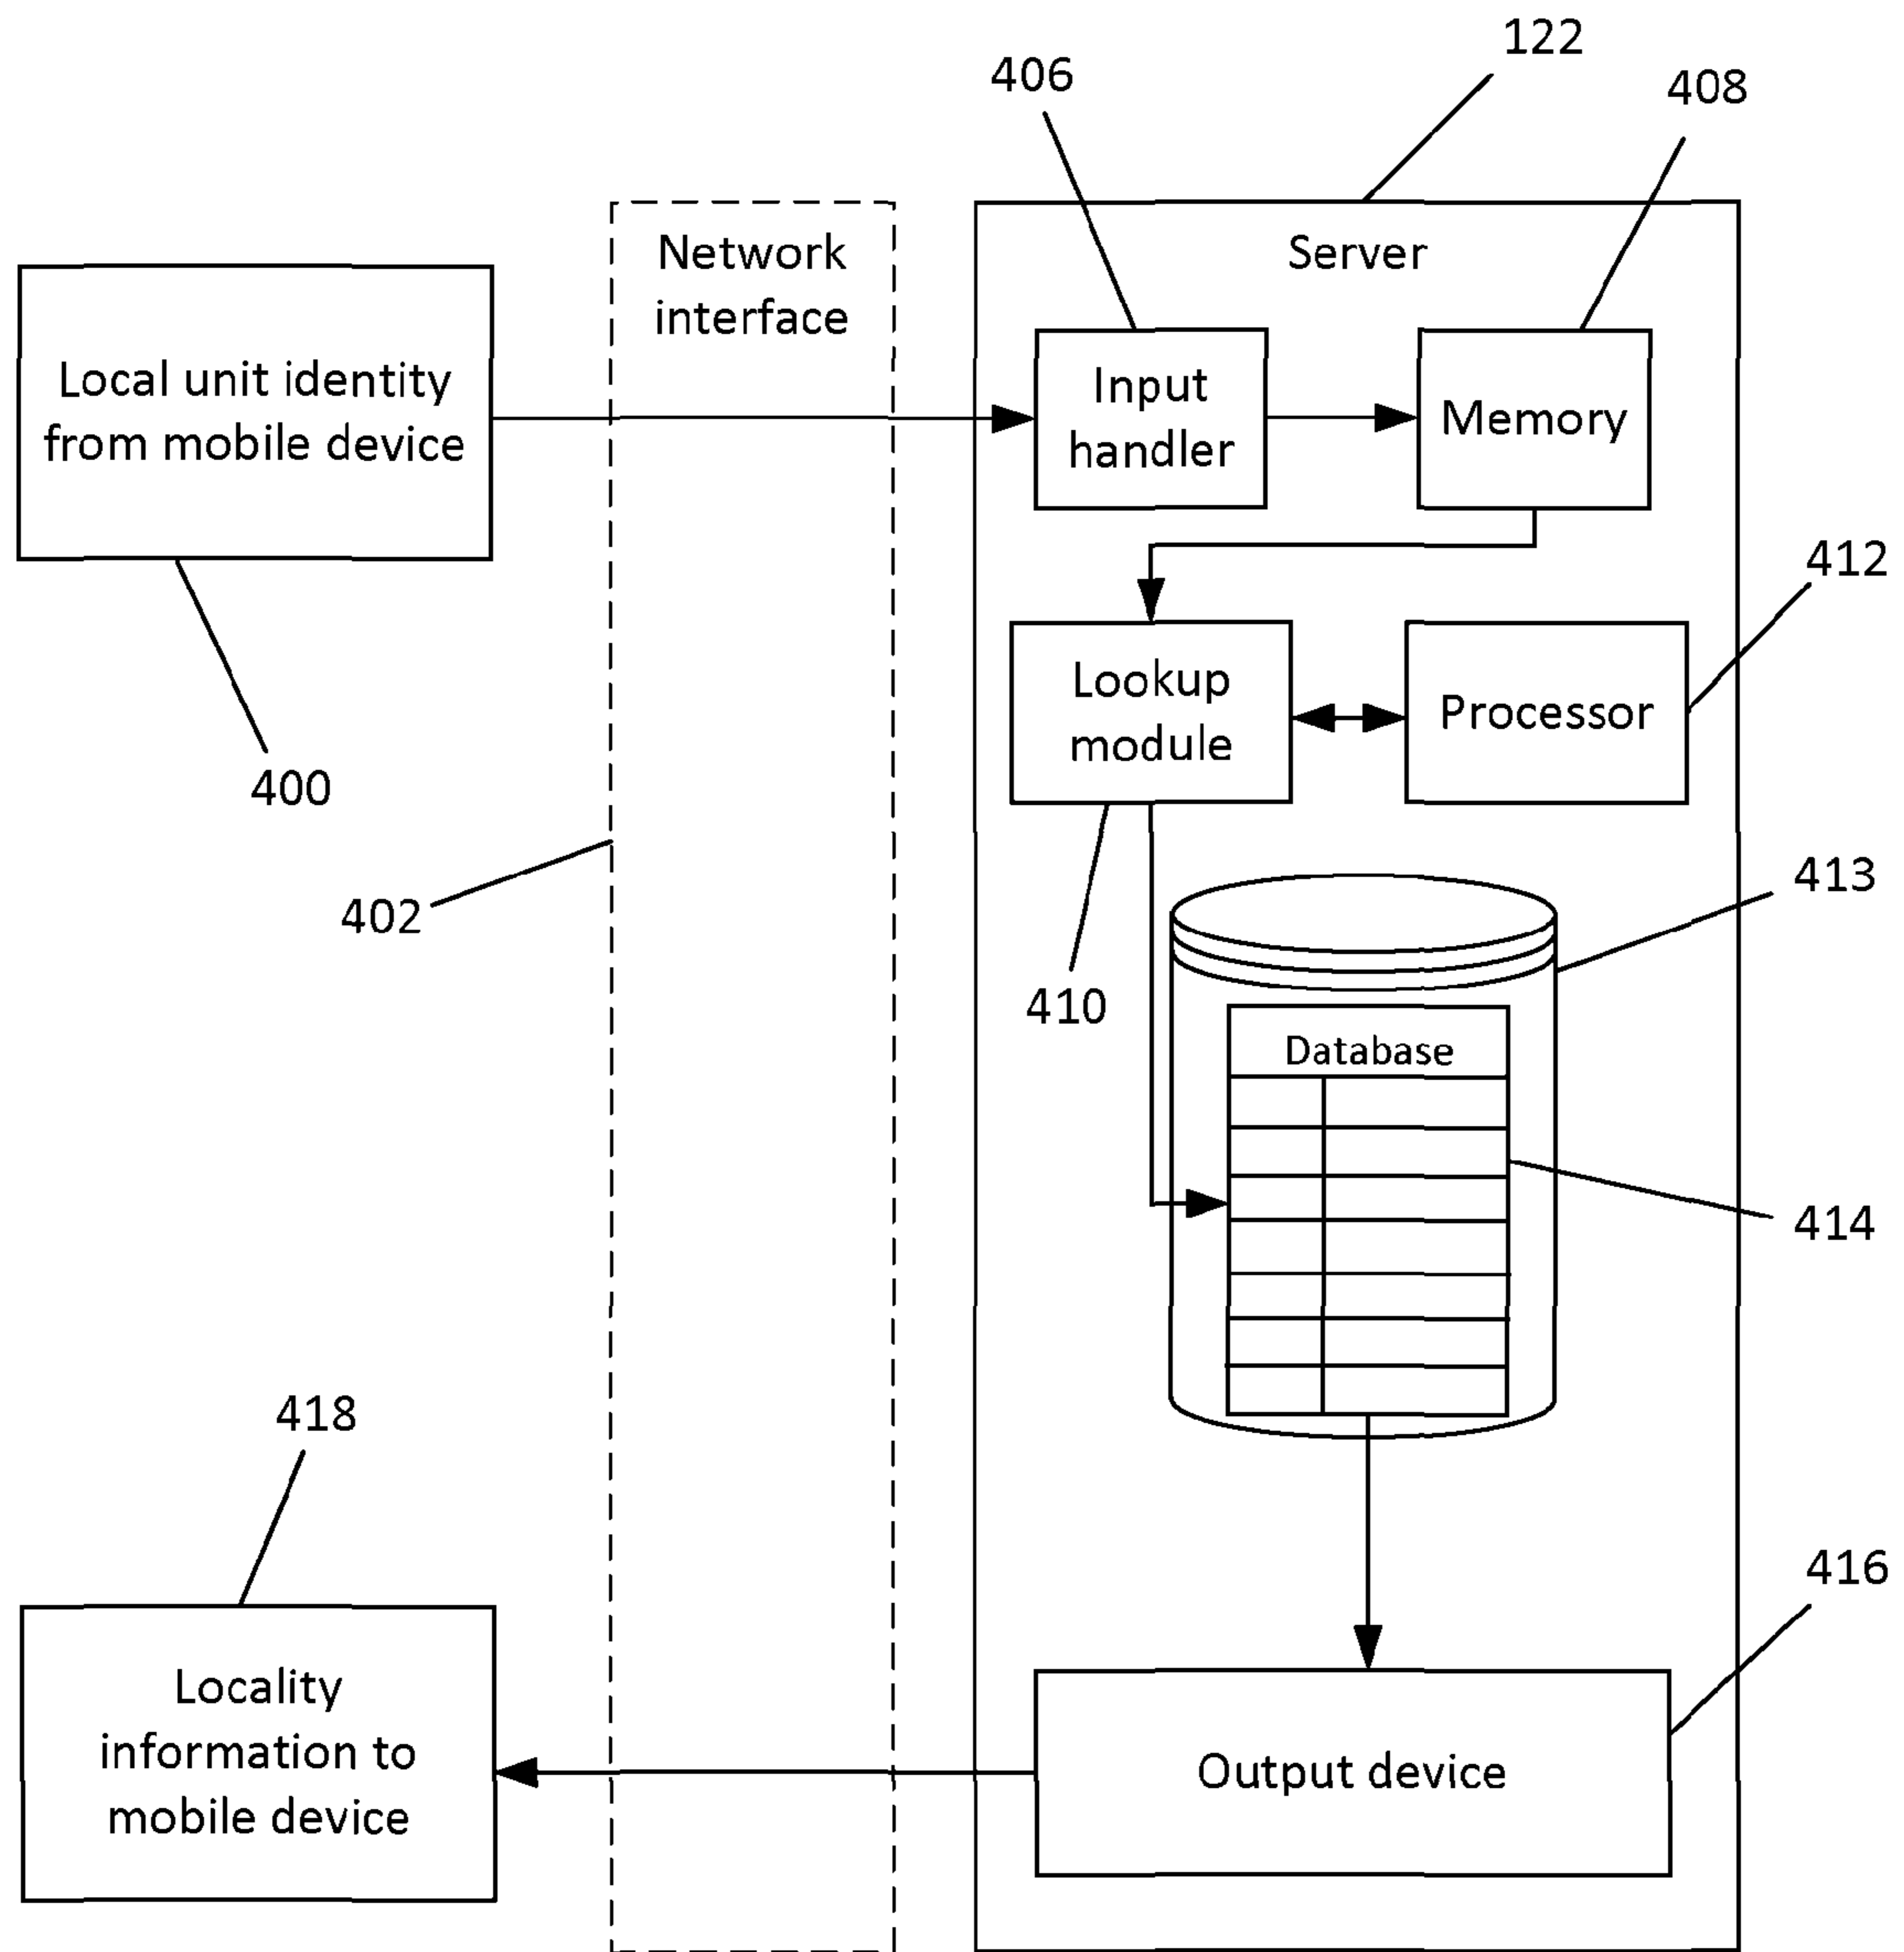 122
406
408
Network
interface
Server
Local unit identity
from mobile device
Input
handler
Memory
412
Lookup
module
Processor
400
402
413
410
Database
414
418
416
Locality
information to
mobile device
Output device